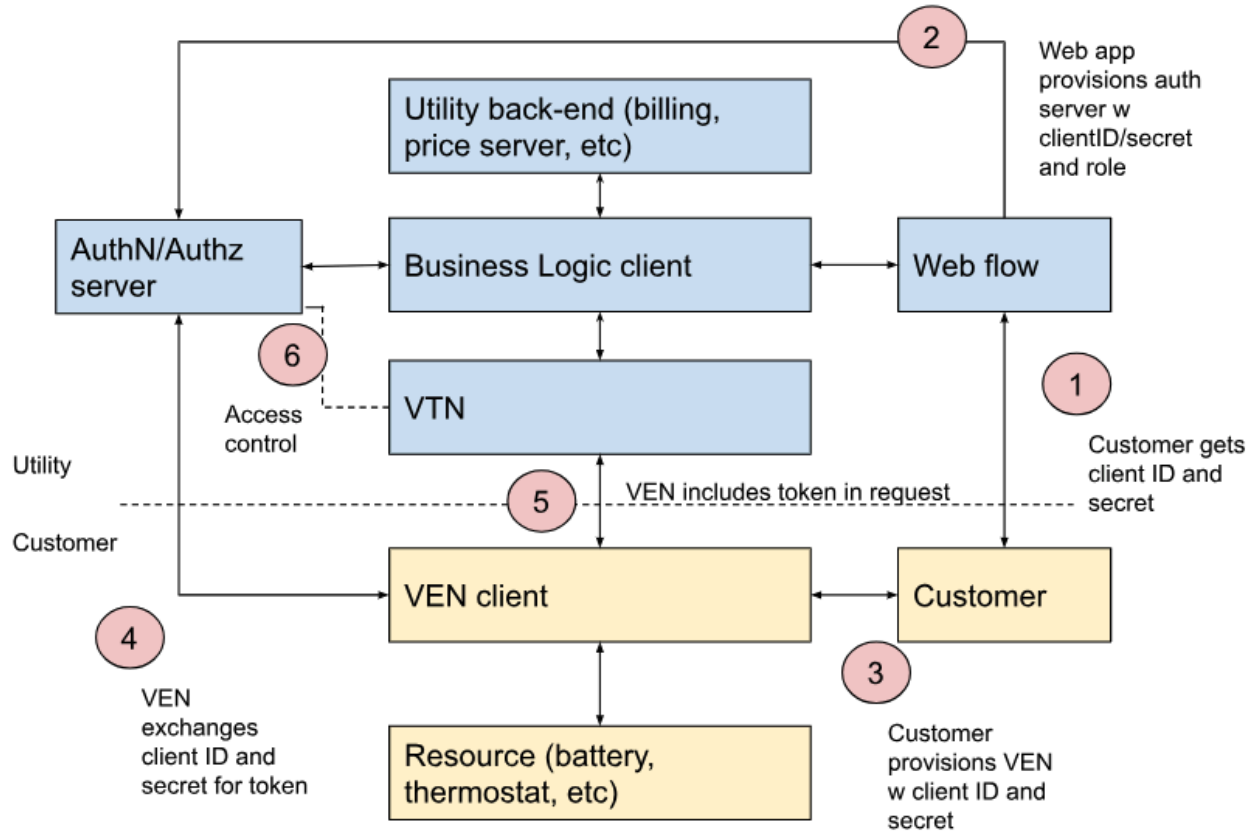 2
Web app
provisions auth
server w
clientID/secret
and role
Utility back-end (billing,
price server, etc)
AuthN/Authz
server
Business Logic client
Web flow
6
Access
control
VTN
1
Customer gets
client ID and
secret
Utility
5
VEN includes token in request
Customer
VEN client
Customer
4
VEN
exchanges
client ID and
secret for token
3
Customer
provisions VEN
w client ID and
secret
Resource (battery,
thermostat, etc)